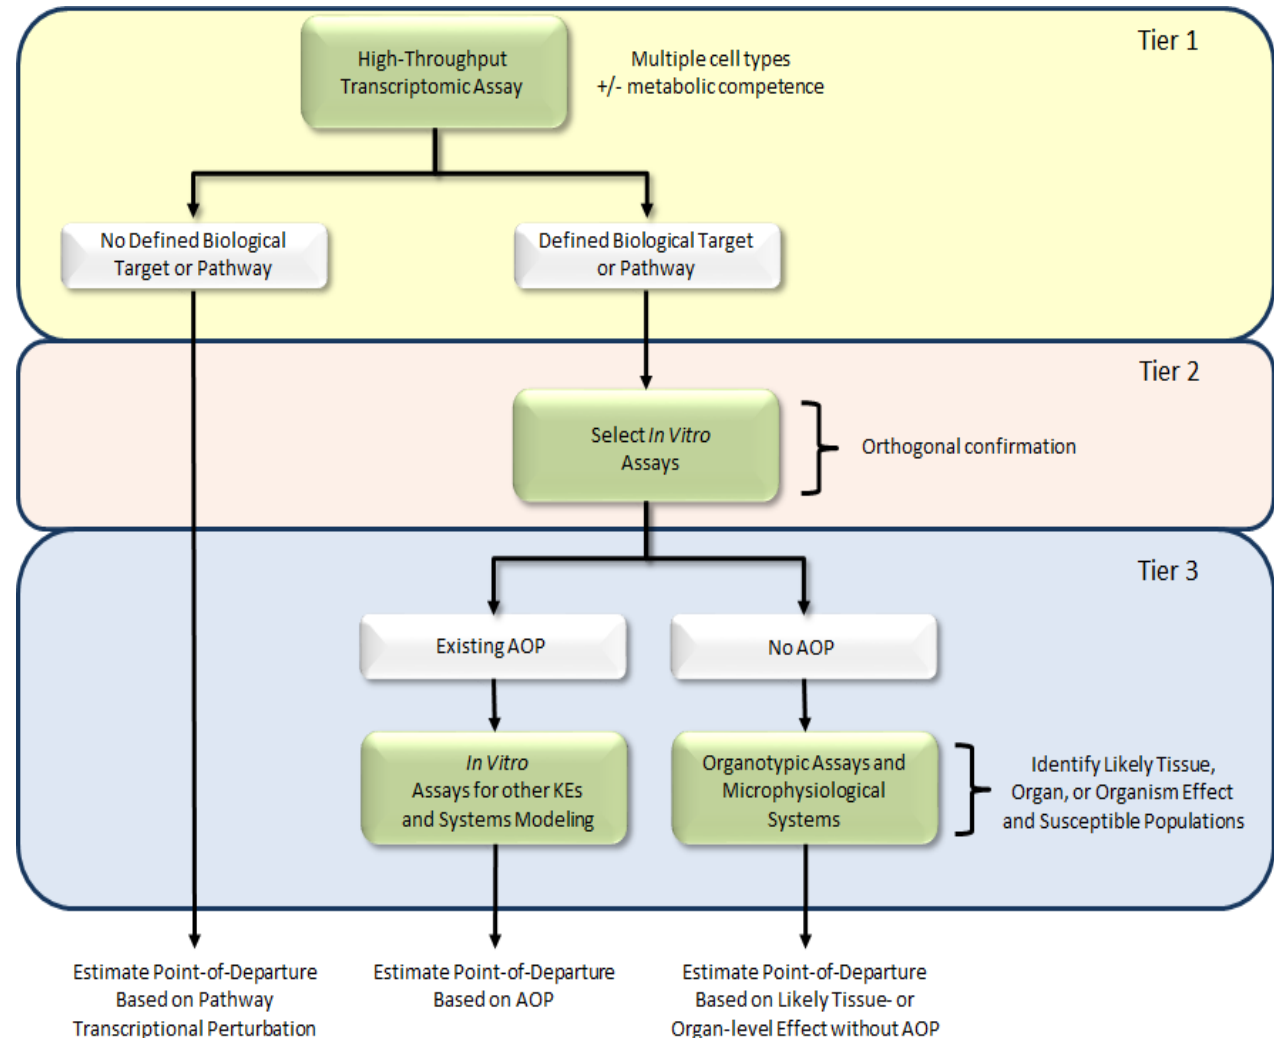 Tier 1
High-Throughput
Transcriptomic Assay
Multiple cell types
+/- metabolic competence
No Defined Biological
Target or Pathway
Defined Biological Target
or Pathway
Tier 2
Select In Vitro
Assays
Orthogonal confirmation
Tier 3
Existing AOP
No AOP
In Vitro
Assays for other KEs
and Systems Modeling
Organotypic Assays and
Microphysiological
Systems
Identify Likely Tissue,
Organ, or Organism Effect
and Susceptible Populations
Estimate Point-of-Departure
Based on Pathway
Transcriptional Perturbation
Estimate Point-of-Departure
Based on AOP
Estimate Point-of-Departure
Based on Likely Tissue- or
Organ-level Effect without AOP